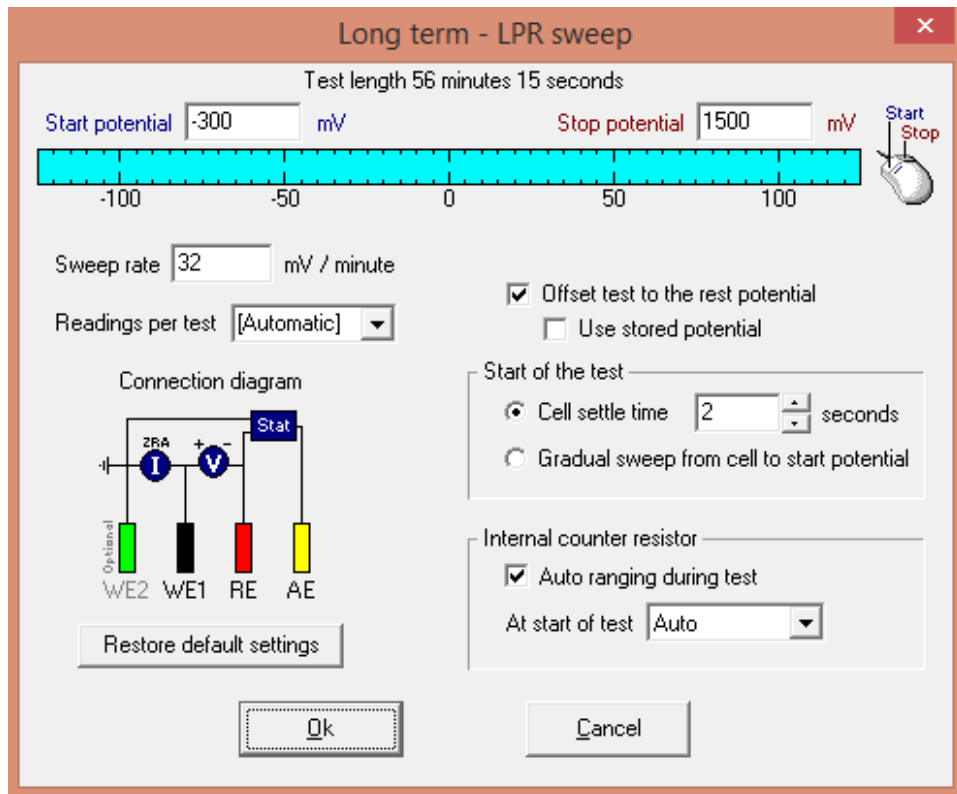 Long term - LPR sweep
Test length 56 minutes 15 seconds
Start potential -300 mV Stop potential 1500 mV
Start
Stop
-100 -50 0 50 100
Sweep rate 32 mV / minute
Offset test to the rest potential
Readings per test [Automatic]
Use stored potential
Connection diagram
Start of the test
Cell settle time 2 seconds
Gradual sweep from cell to start potential
Stat
ZRA + -
I V
Optional
WE2 WE1 RE AE
Internal counter resistor
Auto ranging during test
At start of test Auto
Restore default settings
Ok Cancel